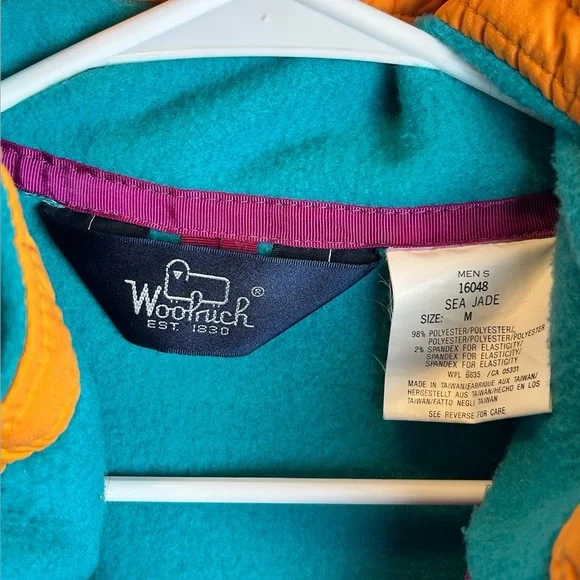 Woolrich
®
EST. 1830
MENS
16048
SEA JADE
SIZE: M
98% POLYESTER/POLYESTER/
POLYESTER/POLYESTER/POLYESTER
2% SPANDEX FOR ELASTICITY/
SPANDEX FOR ELASTICITY/
SPANDEX FOR ELASTICITY
WPL 6635 /CA 05331
MADE IN TAIWAN/FABRIQUE AUX TAIWAN/
HERGESTELLT AUS TAIWAN/HECHO EN LOS
TAIWAN/FATTO NEGLI TAIWAN
SEE REVERSE FOR CARE